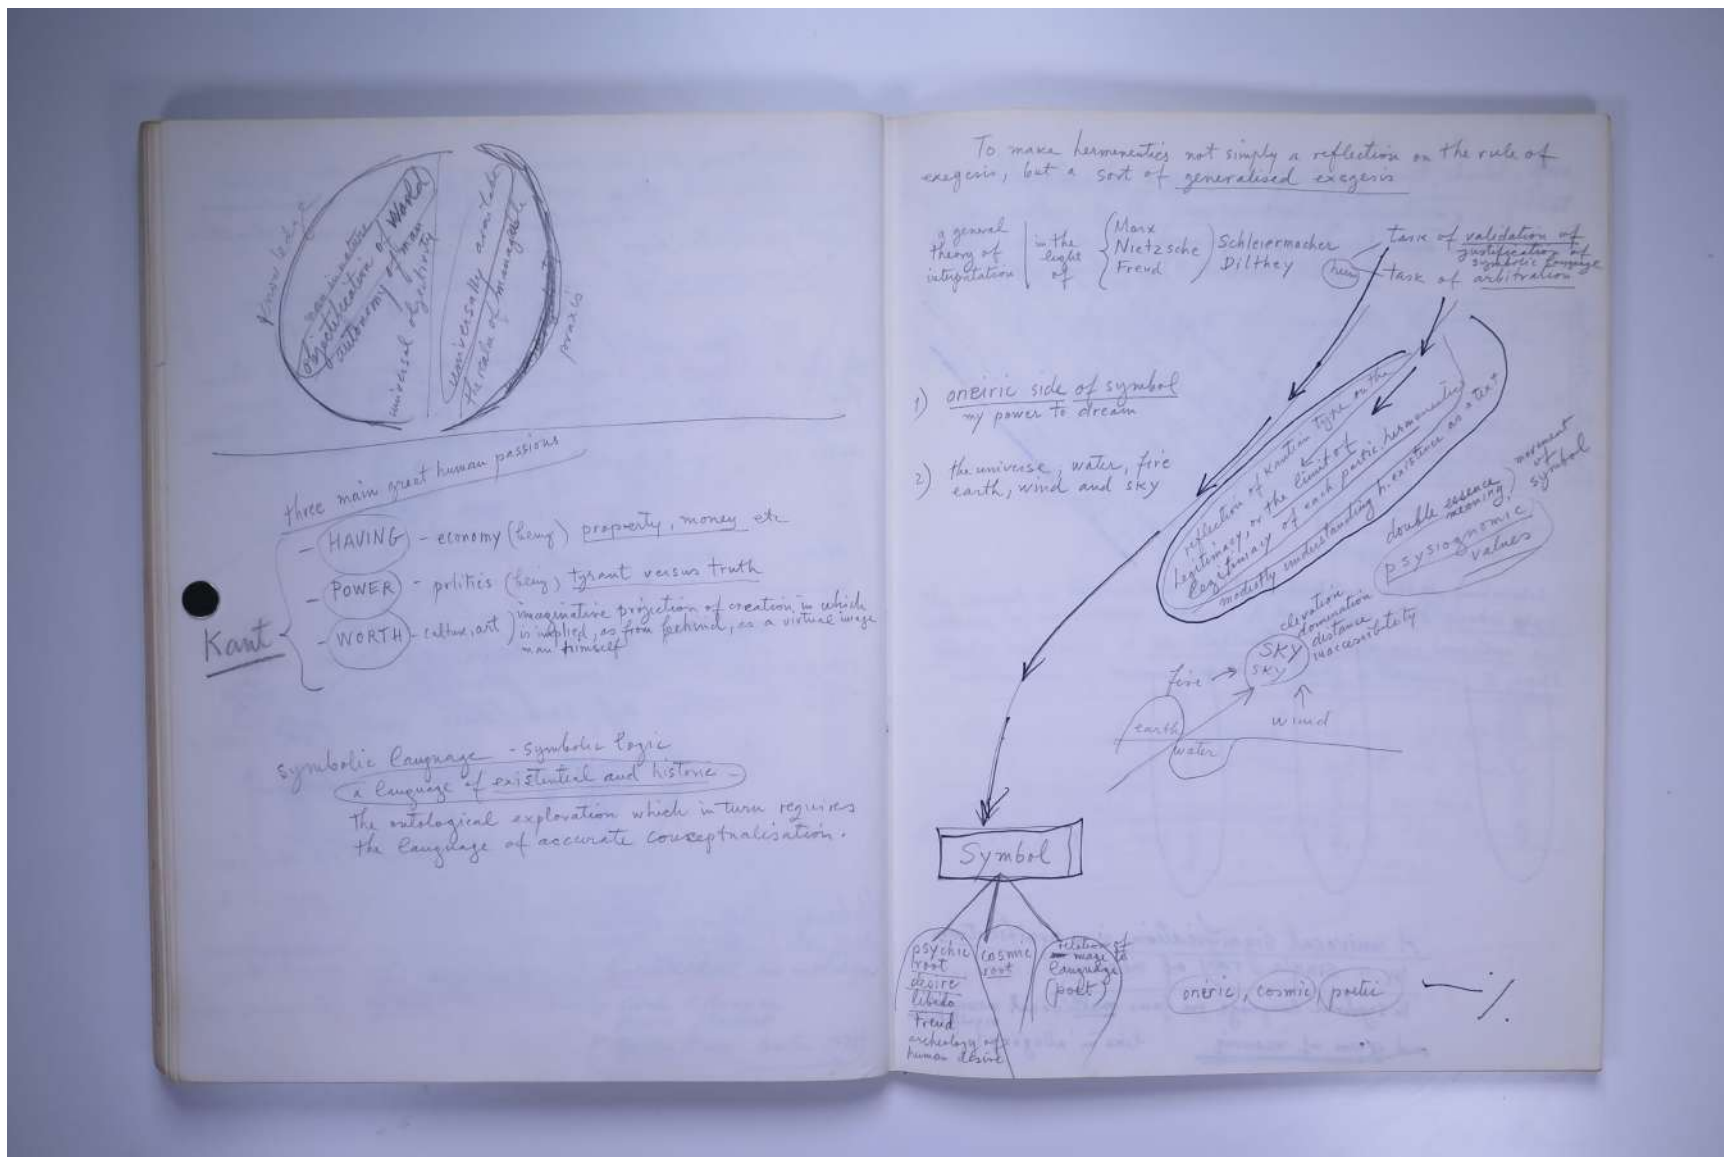 Knowledge
man in nature
objectification of World
autonomy of man
universal objectivity
universally available
the realm of manageable
praxis
three main great human passions
- HAVING - economy (being) property, money etc
- POWER - politics (being) tyrant versus truth
- WORTH - culture, art) imaginative projection of creation, in which
is implied, as from behind, as a virtual image
man himself
Kant
symbolic language - symbolic logic
a language of existential and historic -
The ontological exploration which in turn requires
the language of accurate conceptualisation.
To make hermeneutics not simply a reflection on the rule of
exegesis, but a sort of generalised exegesis
a general
theory of
interpretation
in the
light
of
Marx
Nietzsche
Freud
Schleiermacher
Dilthey
task of validation of
justification of
symbolic language
task of arbitration
1) oneiric side of symbol
my power to dream
2) the universe, water, fire
earth, wind and sky
reflection of Kantian type on the
legitimacy, or the limit of
legitimacy of each partic. hermeneutic
modestly understanding h. existence as a text
double essence
meaning,
movement
of
symbol
psysiognomic
values
elevation
domination
distance
inaccessibility
SKY
SKY
fire
wind
earth
water
Symbol
psychic
root
desire
libido
Freud
archeology of
human desire
cosmic
root
relation of
image to
language
(poet)
oneric, cosmic, poetic